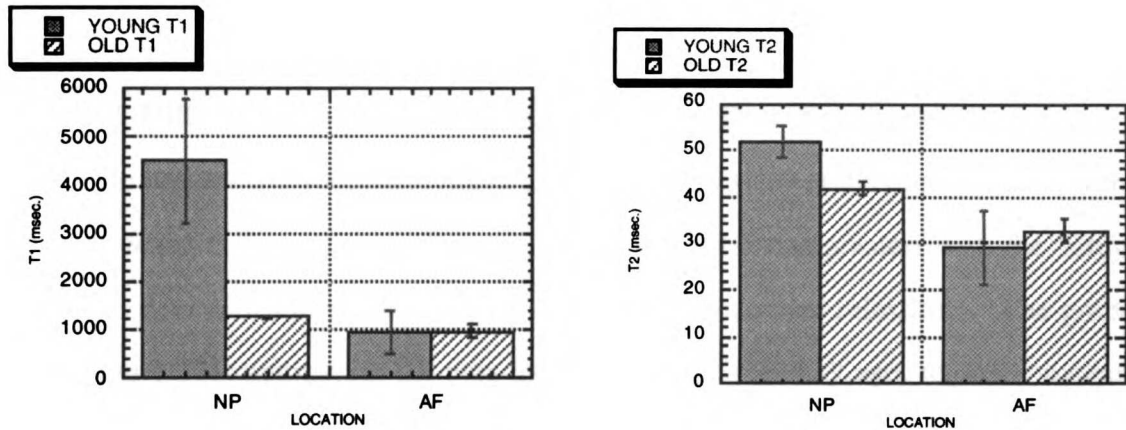 YOUNG T1
OLD T1
6000
5000
4000
3000
2000
1000
0
T1 (msec.)
NP AF
LOCATION
YOUNG T2
OLD T2
60
50
40
30
20
10
0
T2 (msec.)
NP AF
LOCATION